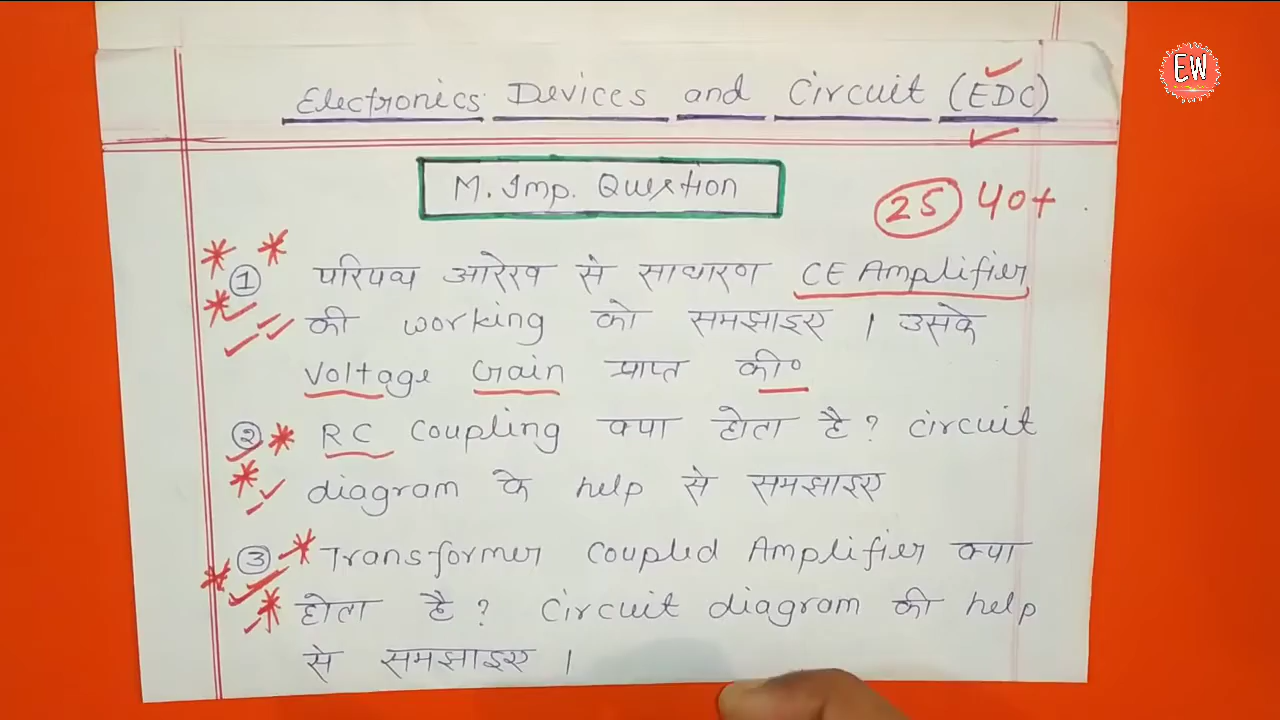 EW
Electronics Devices and Circuit (EDC)
M. Imp. Question
25 40+
① परिपथ आरेख से साधारण CE Amplifier
की working को समझाइए । उसके
Voltage Gain प्राप्त की०
② RC Coupling क्या होता है? Circuit
diagram के help से समझाइए
③ Transformer Coupled Amplifier क्या
होता है? Circuit diagram की help
से समझाइए ।